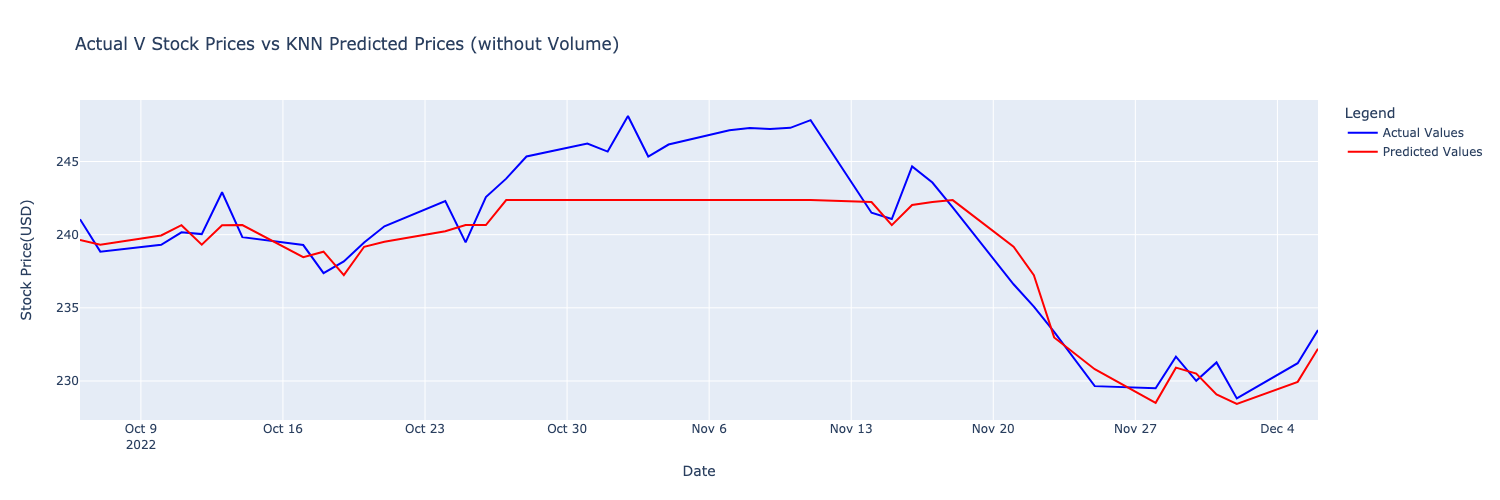 Actual V Stock Prices vs KNN Predicted Prices (without Volume)
Legend
Actual Values
Predicted Values
Stock Price(USD)
245
240
235
230
Oct 9
2022
Oct 16
Oct 23
Oct 30
Nov 6
Nov 13
Nov 20
Nov 27
Dec 4
Date